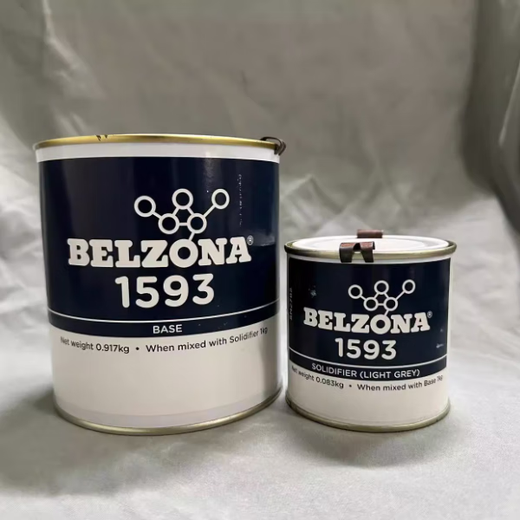 BELZONA®
1593
BASE
Net weight 0.917kg • When mixed with Solidifier 1kg
BELZONA®
1593
SOLIDIFIER (LIGHT GREY)
Net weight 0.083kg • When mixed with Base 1kg